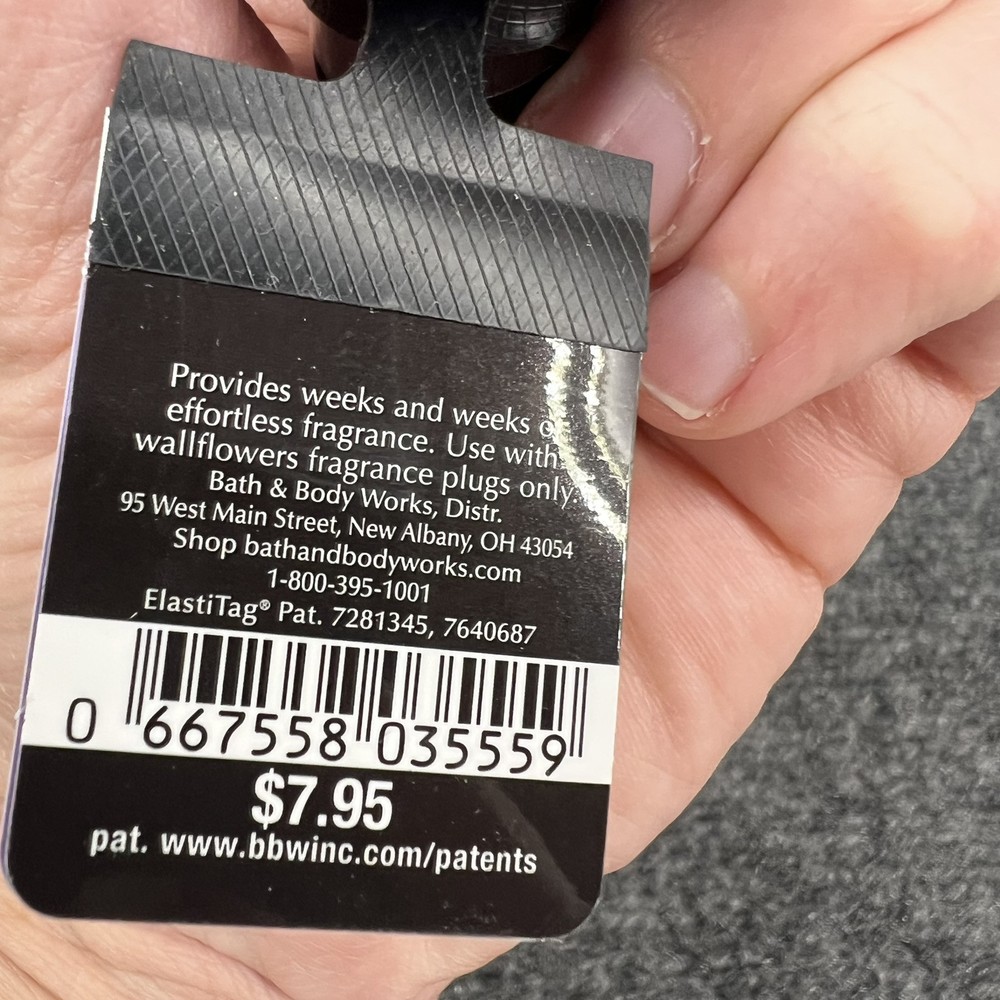 Provides weeks and weeks
effortless fragrance. Use with
wallflowers fragrance plugs only.
Bath & Body Works, Distr.
95 West Main Street, New Albany, OH 43054
Shop bathandbodyworks.com
1-800-395-1001
ElastiTag® Pat. 7281345, 7640687
0 667558 035559
$7.95
pat. www.bbwinc.com/patents